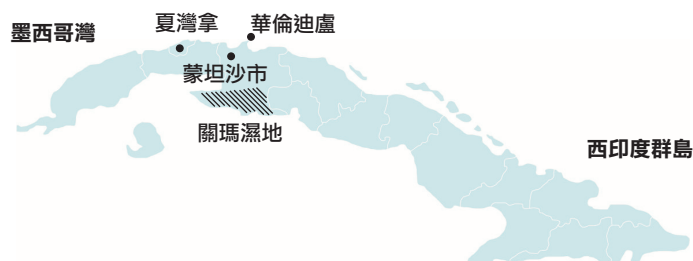 墨西哥灣
夏灣拿
華倫迪盧
蒙坦沙市
關瑪濕地
西印度群島